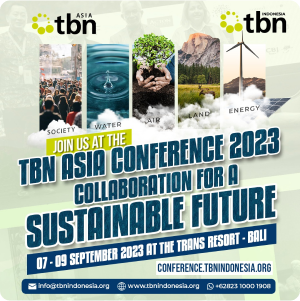 ASIA
tbn
INDONESIA
tbn
SOCIETY
WATER
AIR
LAND
ENERGY
JOIN US AT THE
TBN ASIA CONFERENCE 2023
COLLABORATION FOR A
SUSTAINABLE FUTURE
07 - 09 SEPTEMBER 2023 AT THE TRANS RESORT - BALI
CONFERENCE.TBNINDONESIA.ORG
info@tbnindonesia.org
www.tbnindonesia.org
+62823 1000 1908